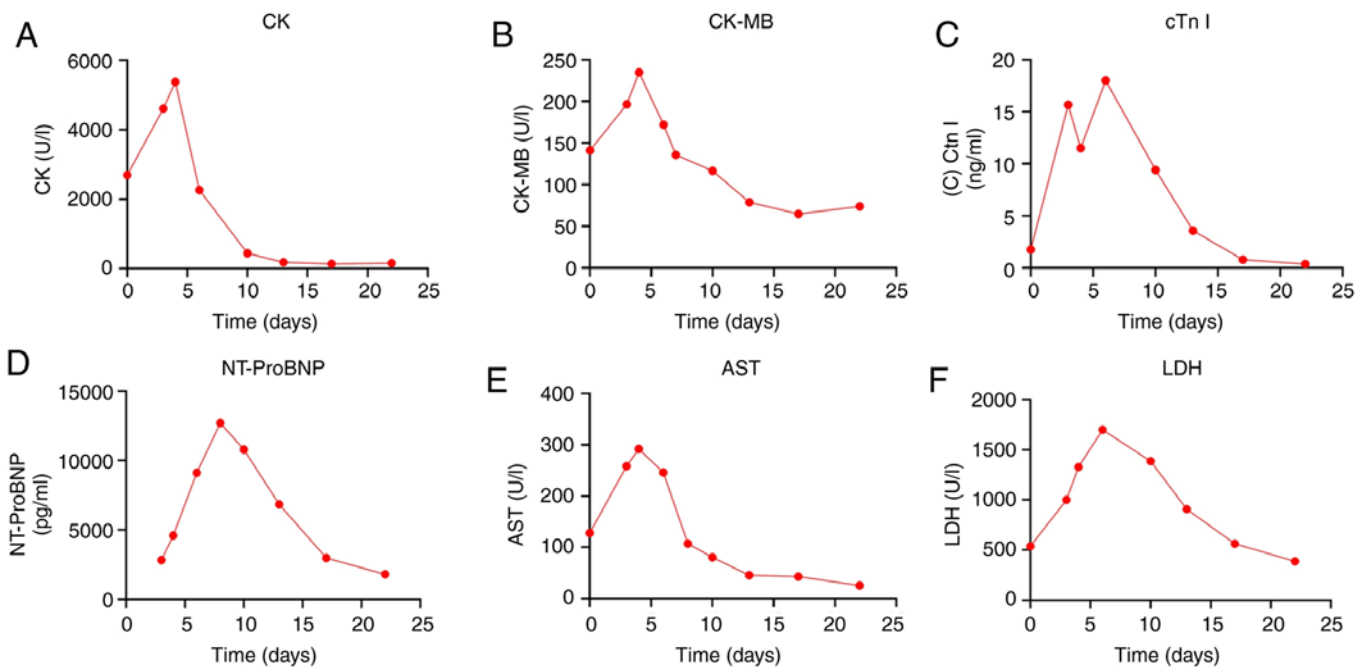 A
CK
CK (U/l)
6000
4000
2000
0
0 5 10 15 20 25
Time (days)
B
CK-MB
CK-MB (U/l)
250
200
150
100
50
0
0 5 10 15 20 25
Time (days)
C
cTn I
(C) Ctn I
(ng/ml)
20
15
10
5
0
0 5 10 15 20 25
Time (days)
D
NT-ProBNP
NT-ProBNP
(pg/ml)
15000
10000
5000
0
0 5 10 15 20 25
Time (days)
E
AST
AST (U/l)
400
300
200
100
0
0 5 10 15 20 25
Time (days)
F
LDH
LDH (U/l)
2000
1500
1000
500
0
0 5 10 15 20 25
Time (days)